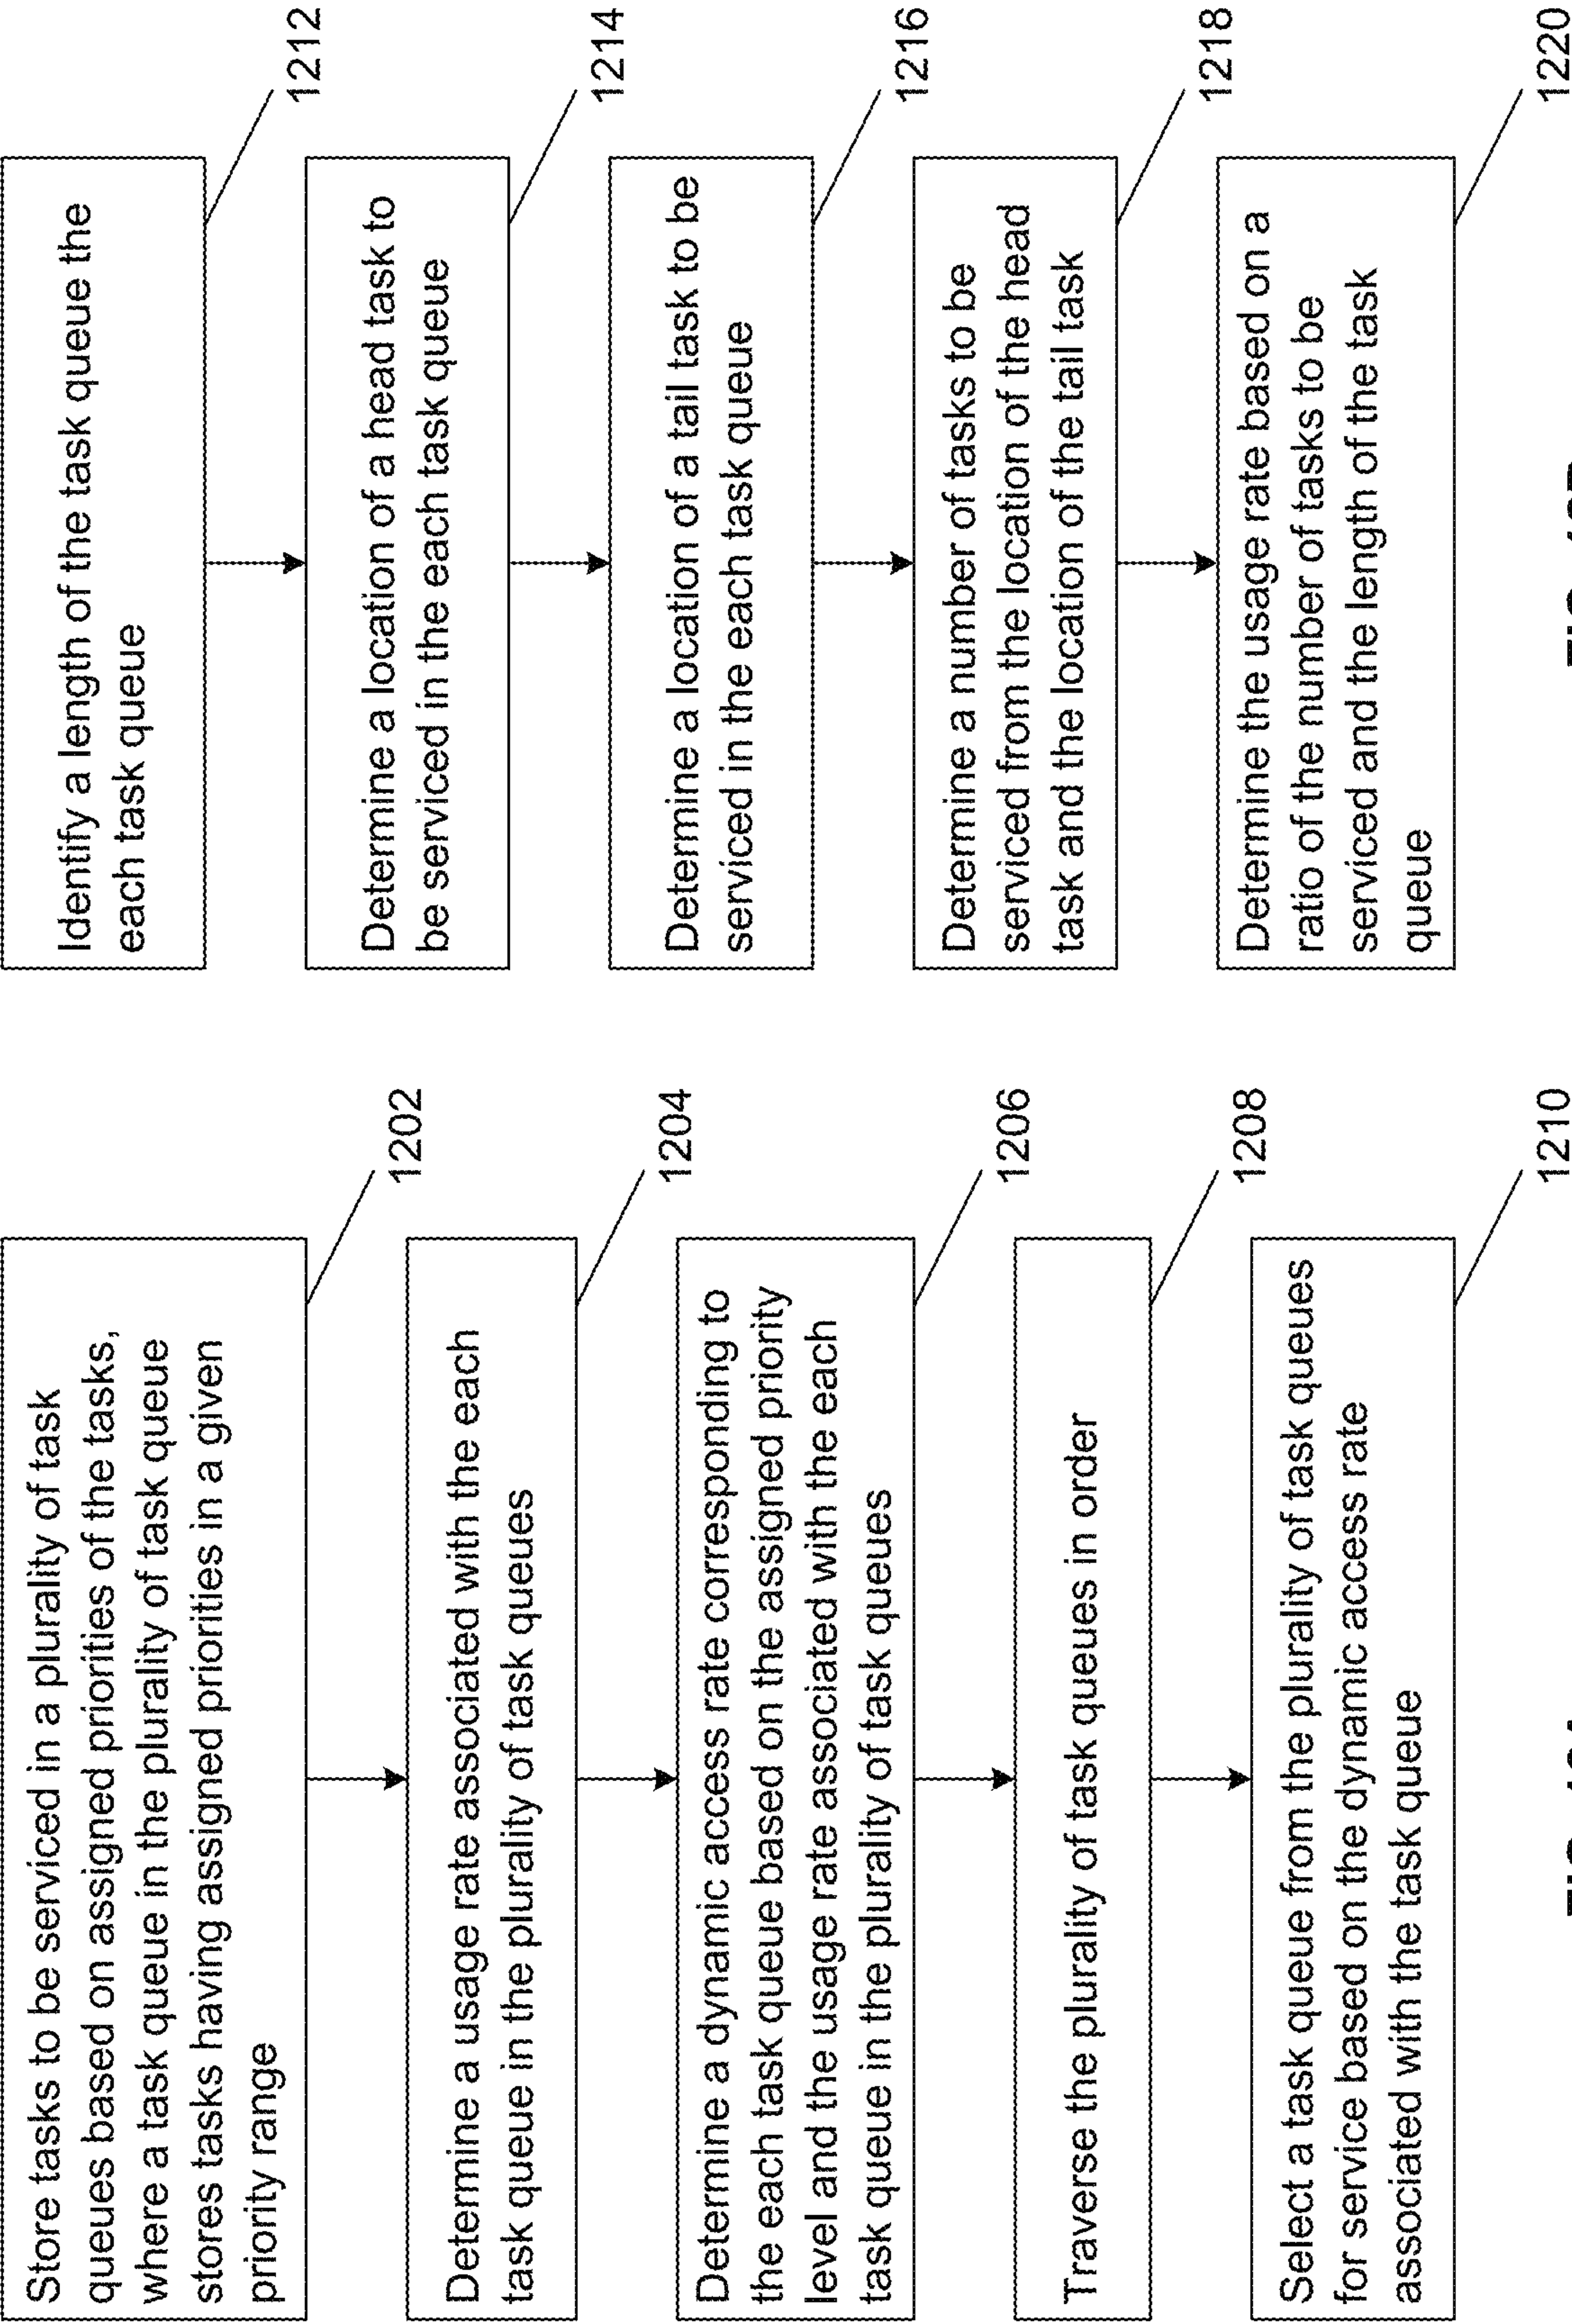 Store tasks to be serviced in a plurality of task
queues based on assigned priorities of the tasks,
where a task queue in the plurality of task queue
stores tasks having assigned priorities in a given
priority range
1202
Determine a usage rate associated with the each
task queue in the plurality of task queues
1204
Determine a dynamic access rate corresponding to
the each task queue based on the assigned priority
level and the usage rate associated with the each
task queue in the plurality of task queues
1206
Traverse the plurality of task queues in order
1208
Select a task queue from the plurality of task queues
for service based on the dynamic access rate
associated with the task queue
1210
Identify a length of the task queue the
each task queue
1212
Determine a location of a head task to
be serviced in the each task queue
1214
Determine a location of a tail task to be
serviced in the each task queue
1216
Determine a number of tasks to be
serviced from the location of the head
task and the location of the tail task
1218
Determine the usage rate based on a
ratio of the number of tasks to be
serviced and the length of the task
queue
1220